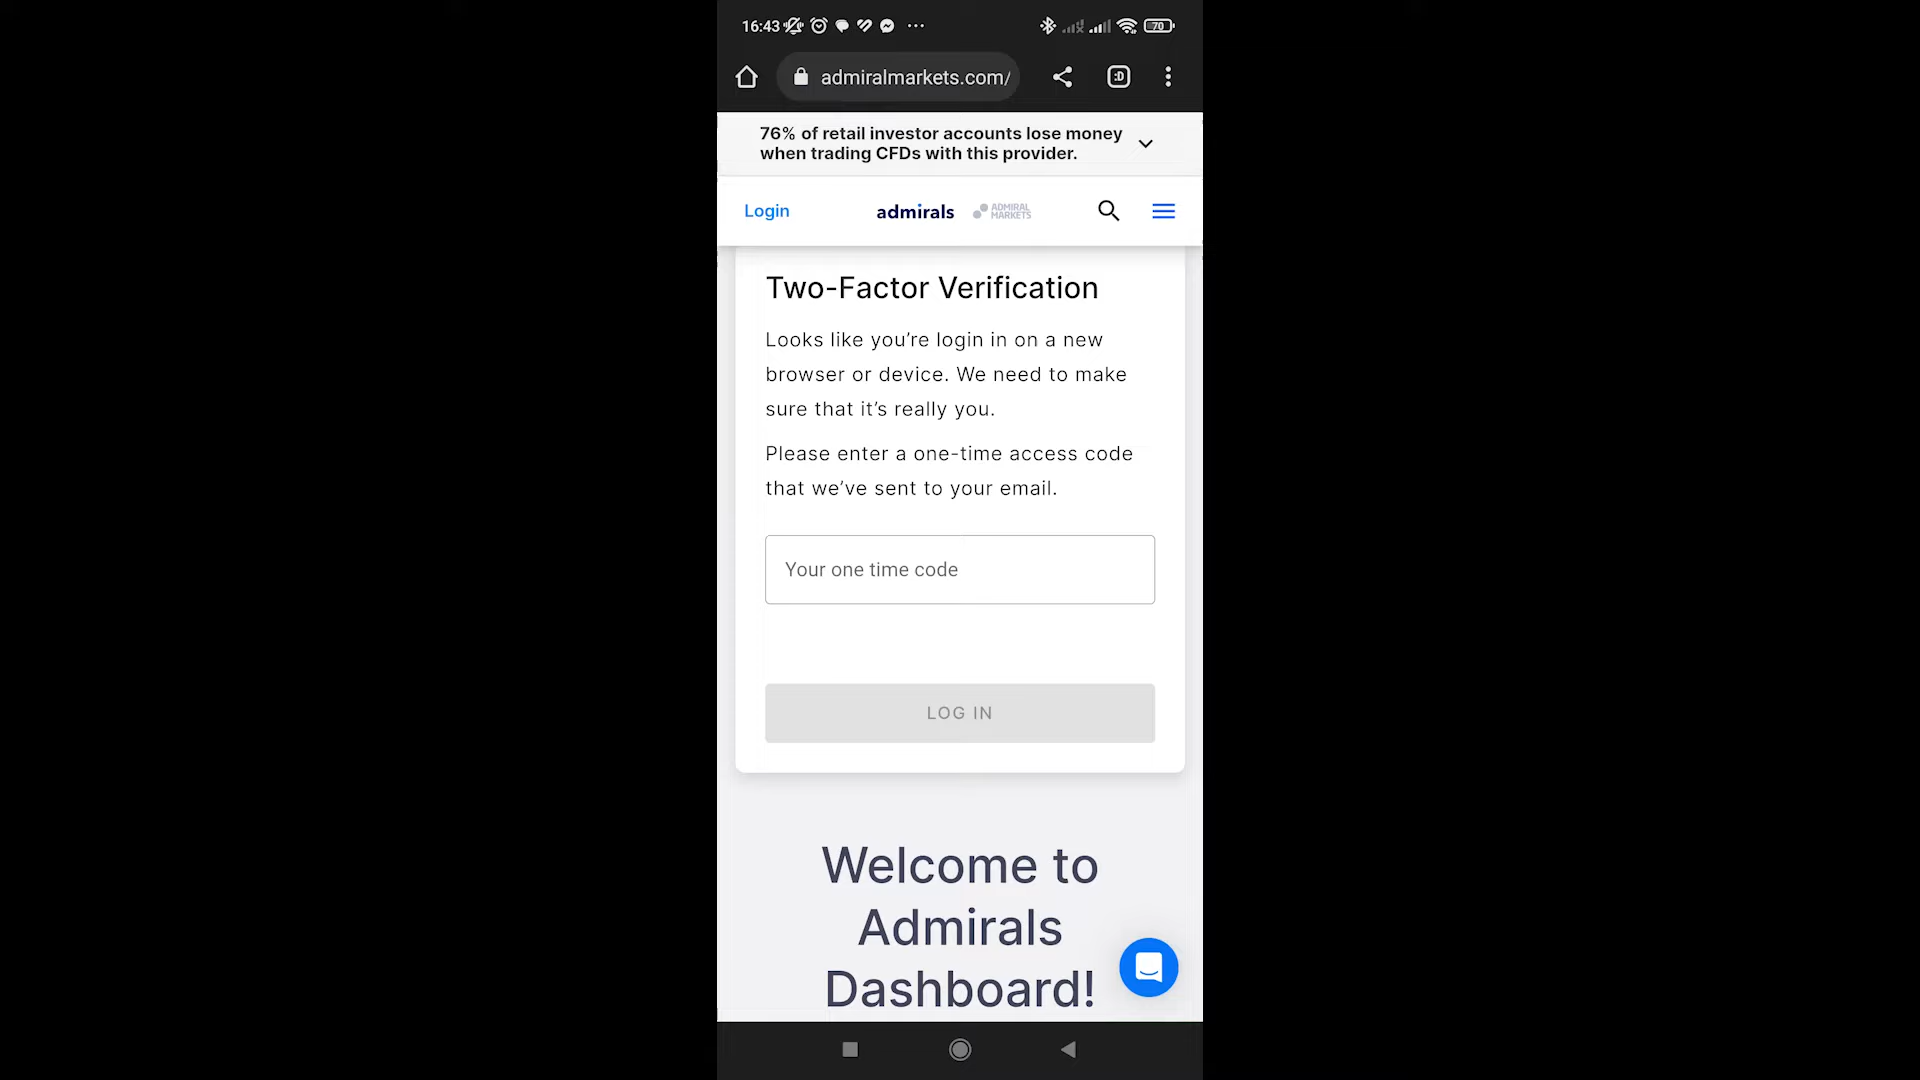 16:43
70
admiralmarkets.com/
:D
76% of retail investor accounts lose money
when trading CFDs with this provider.
Login
admirals
ADMIRAL
MARKETS
Two-Factor Verification
Looks like you’re login in on a new
browser or device. We need to make
sure that it’s really you.
Please enter a one-time access code
that we’ve sent to your email.
Your one time code
LOG IN
Welcome to
Admirals
Dashboard!